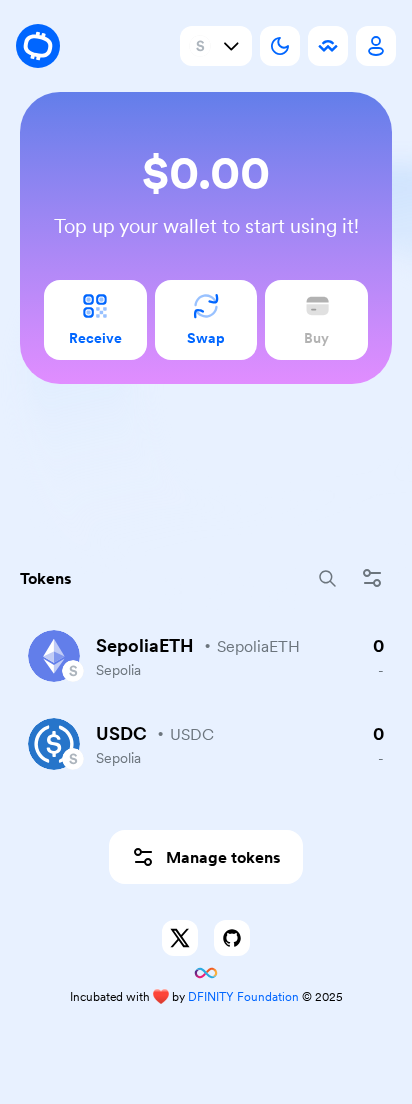 S
$0.00
Top up your wallet to start using it!
Receive
Swap
Buy
Tokens
SepoliaETH • SepoliaETH
0
S
Sepolia
-
USDC • USDC
0
S
Sepolia
-
Manage tokens
Incubated with ❤️ by DFINITY Foundation © 2025